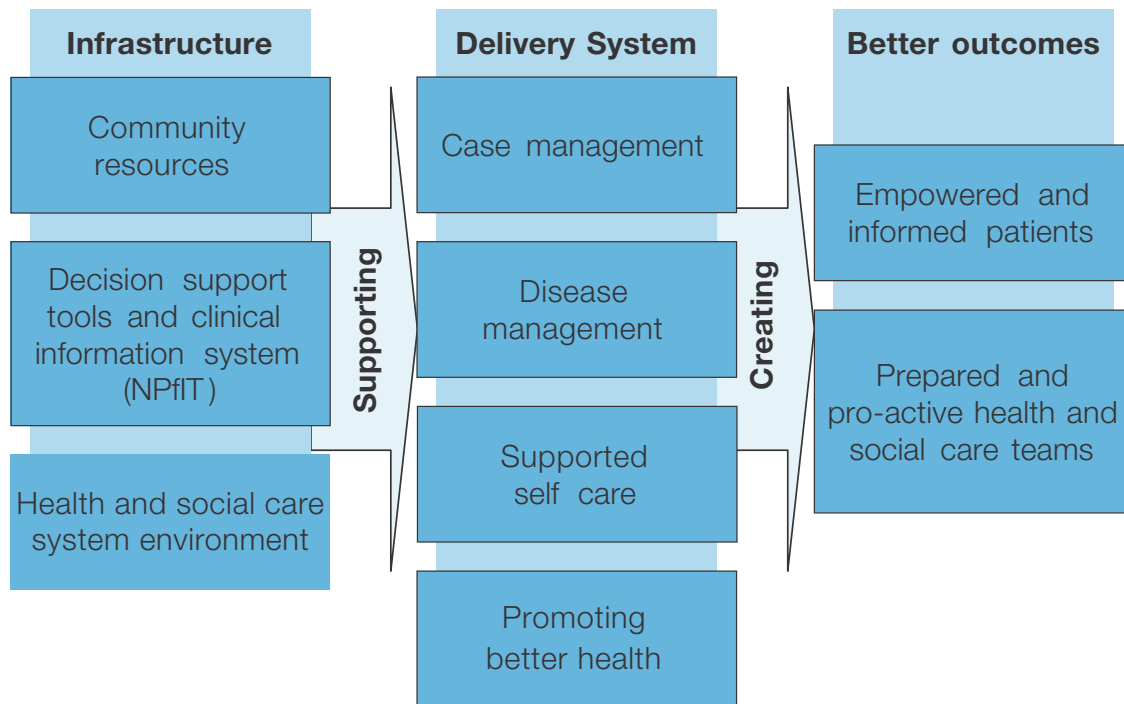 Infrastructure
Community
resources
Decision support
tools and clinical
information system
(NPfIT)
Health and social care
system environment
Supporting
Delivery System
Case management
Disease
management
Supported
self care
Promoting
better health
Creating
Better outcomes
Empowered and
informed patients
Prepared and
pro-active health and
social care teams